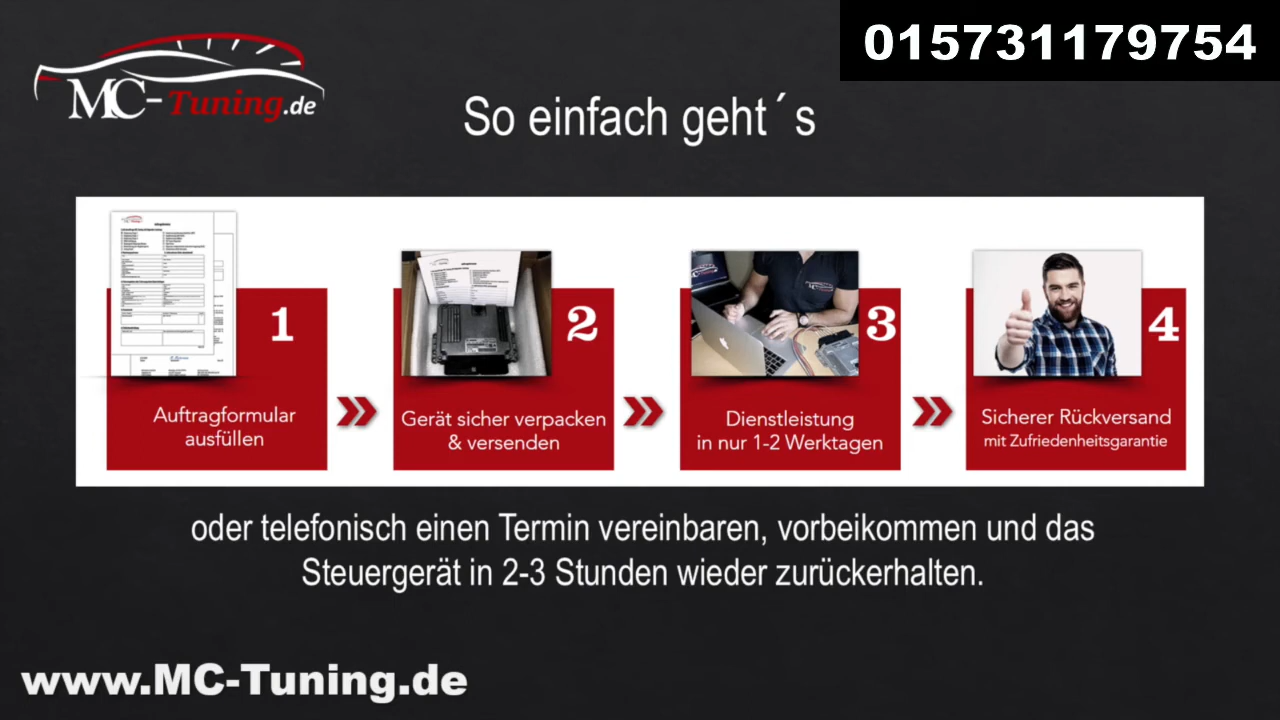 015731179754
MC-Tuning.de
So einfach geht´s
1
Auftragformular
ausfüllen
2
Gerät sicher verpacken
& versenden
3
Dienstleistung
in nur 1-2 Werktagen
4
Sicherer Rückversand
mit Zufriedenheitsgarantie
oder telefonisch einen Termin vereinbaren, vorbeikommen und das
Steuergerät in 2-3 Stunden wieder zurückerhalten.
www.MC-Tuning.de